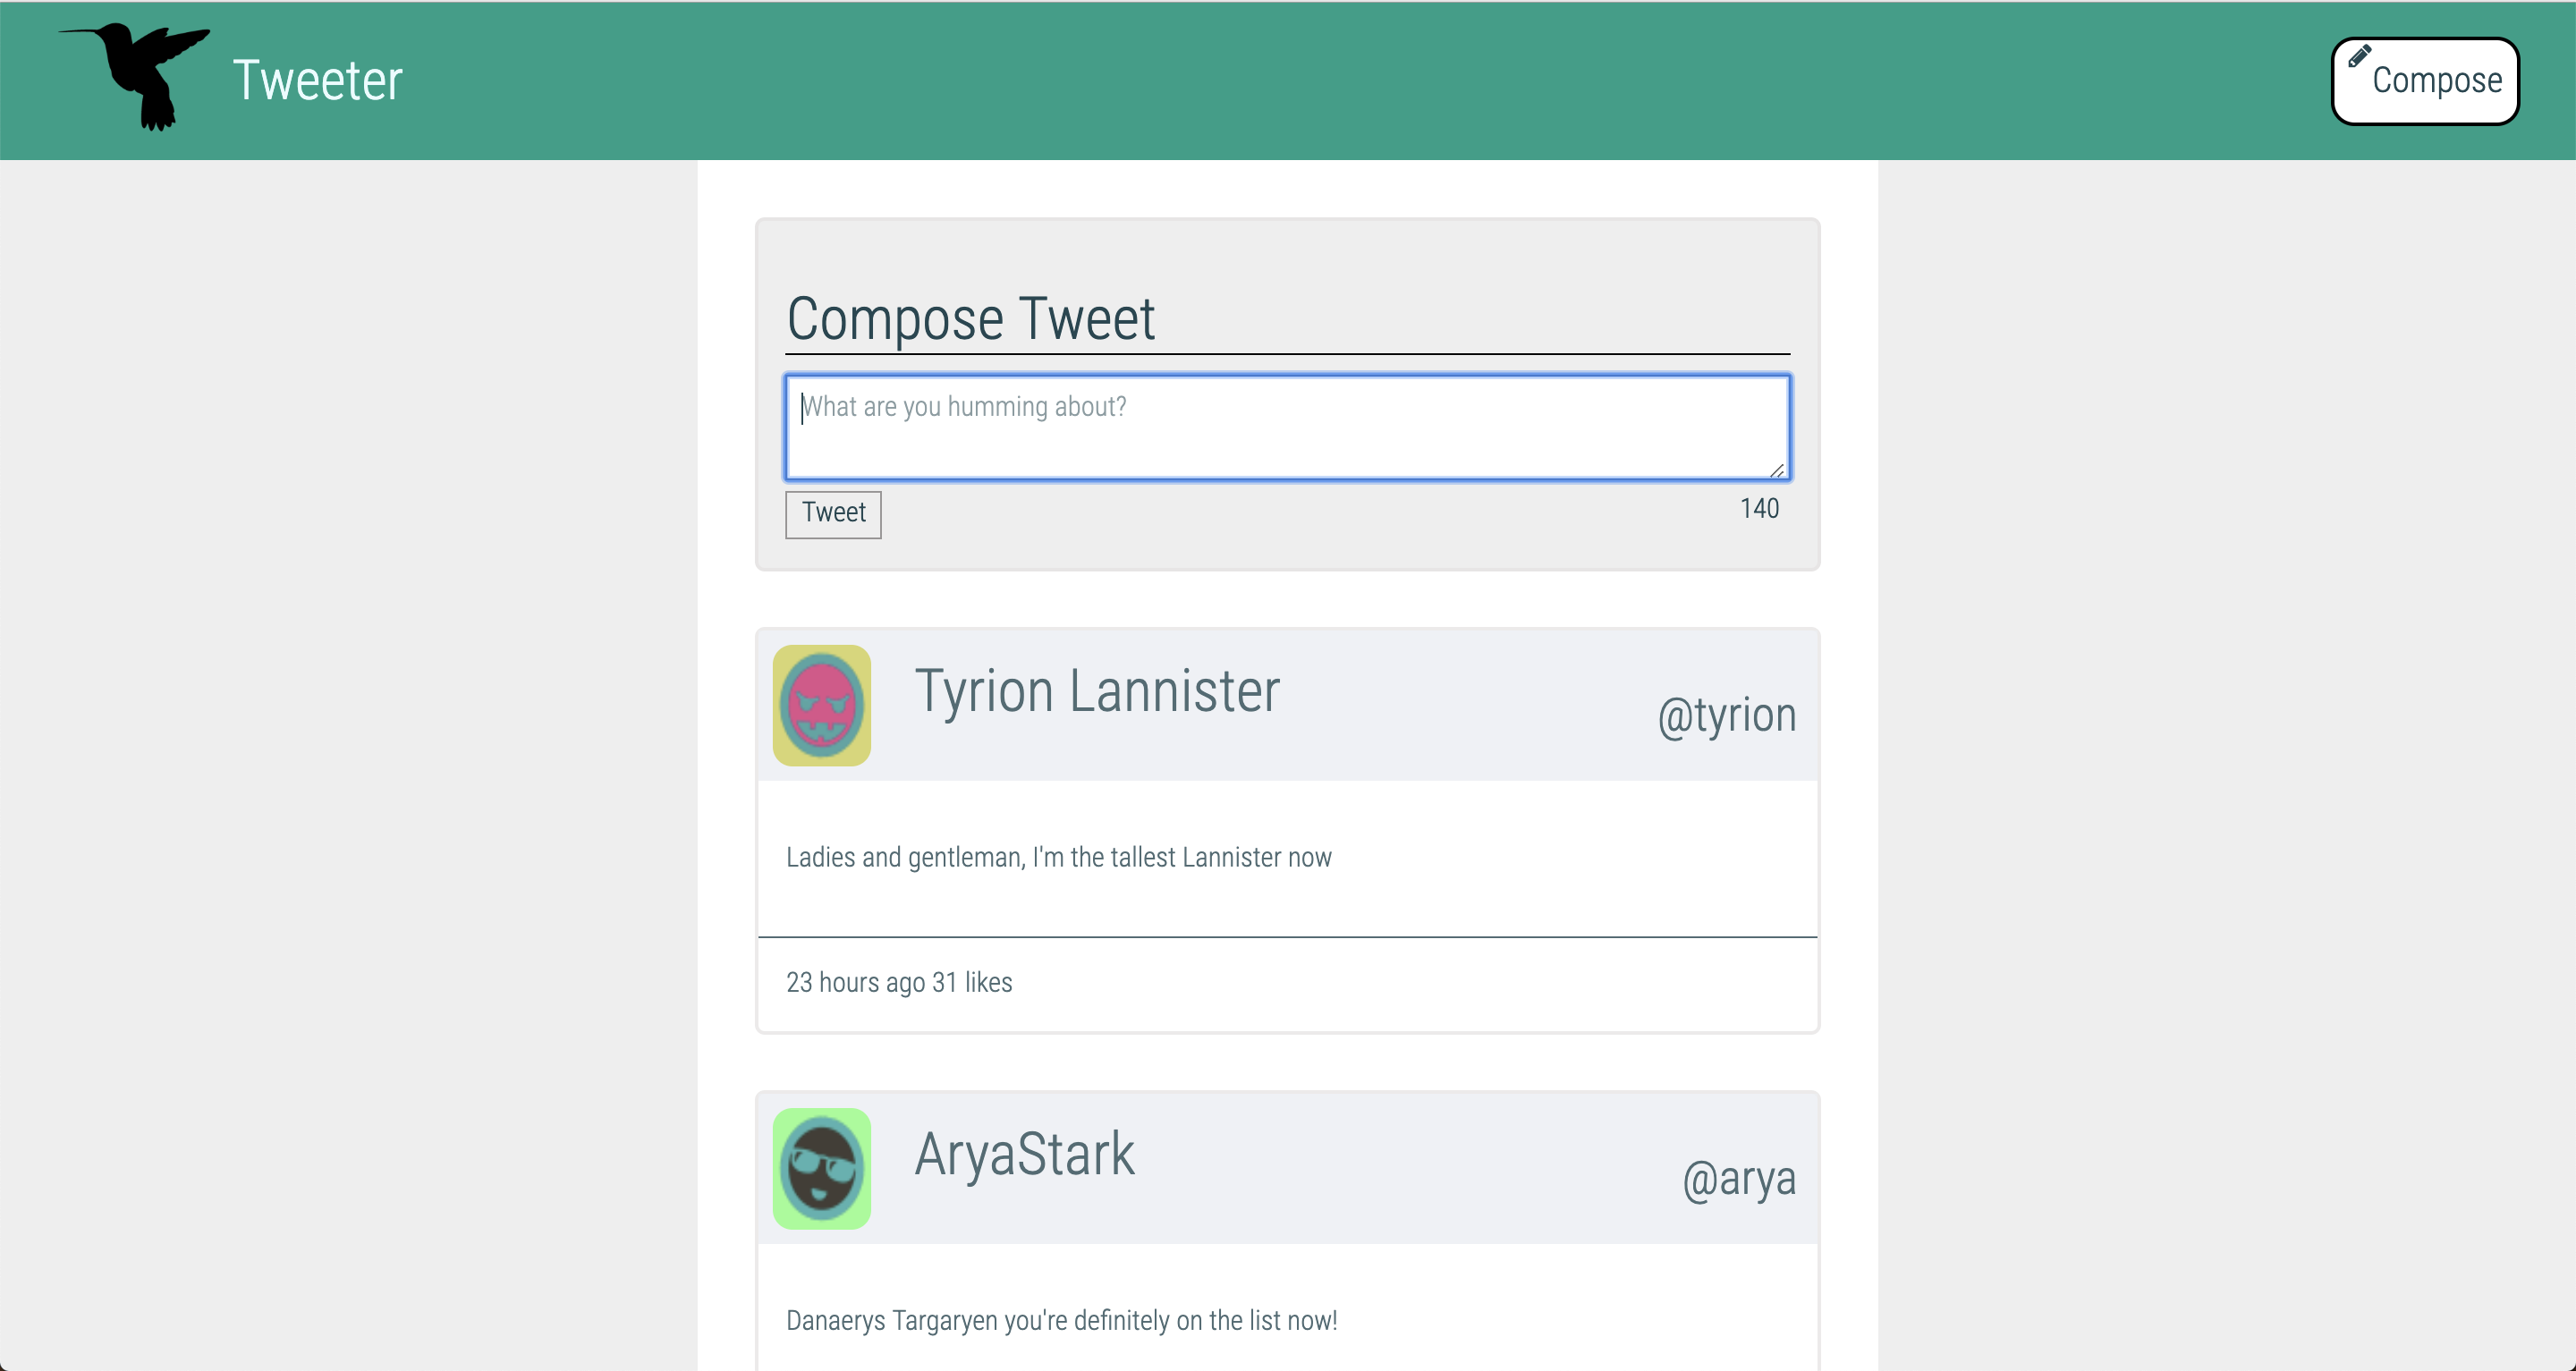 Tweeter
Compose
Compose Tweet
What are you humming about?
Tweet
140
Tyrion Lannister
@tyrion
Ladies and gentleman, I'm the tallest Lannister now
23 hours ago 31 likes
AryaStark
@arya
Danaerys Targaryen you're definitely on the list now!